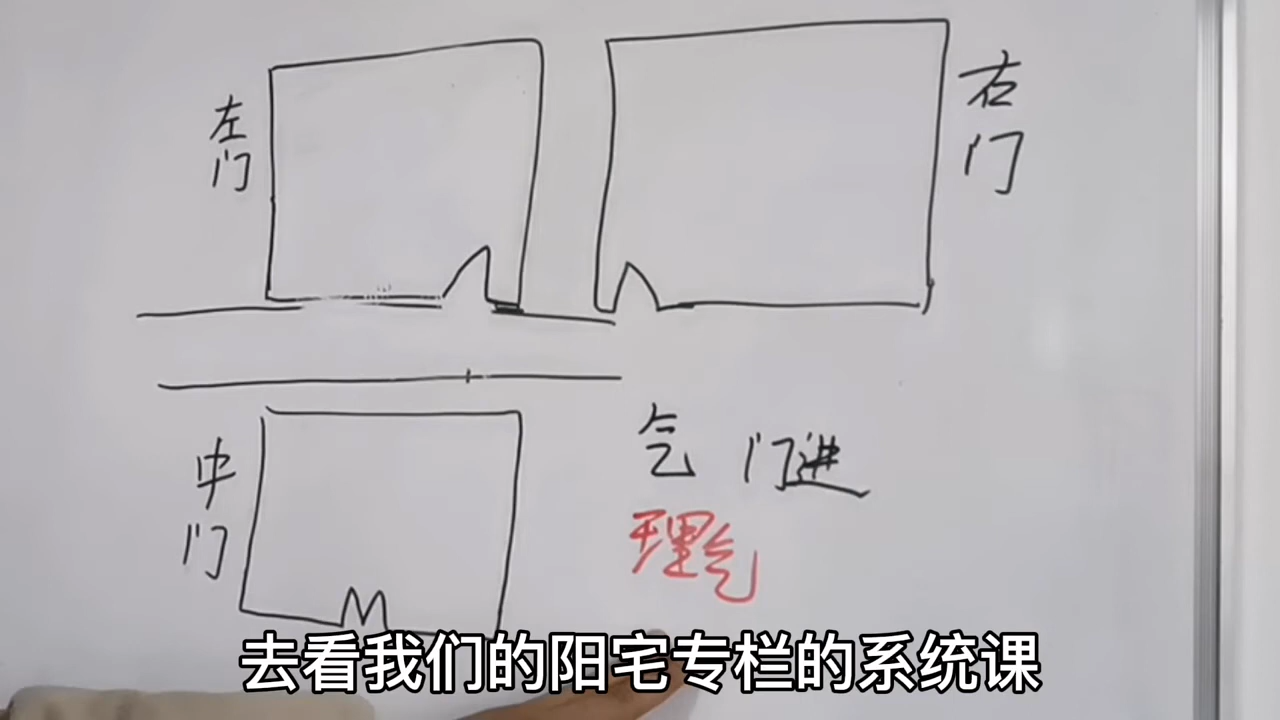 左门
右门
中门
气 门进
理气
去看我们的阳宅专栏的系统课